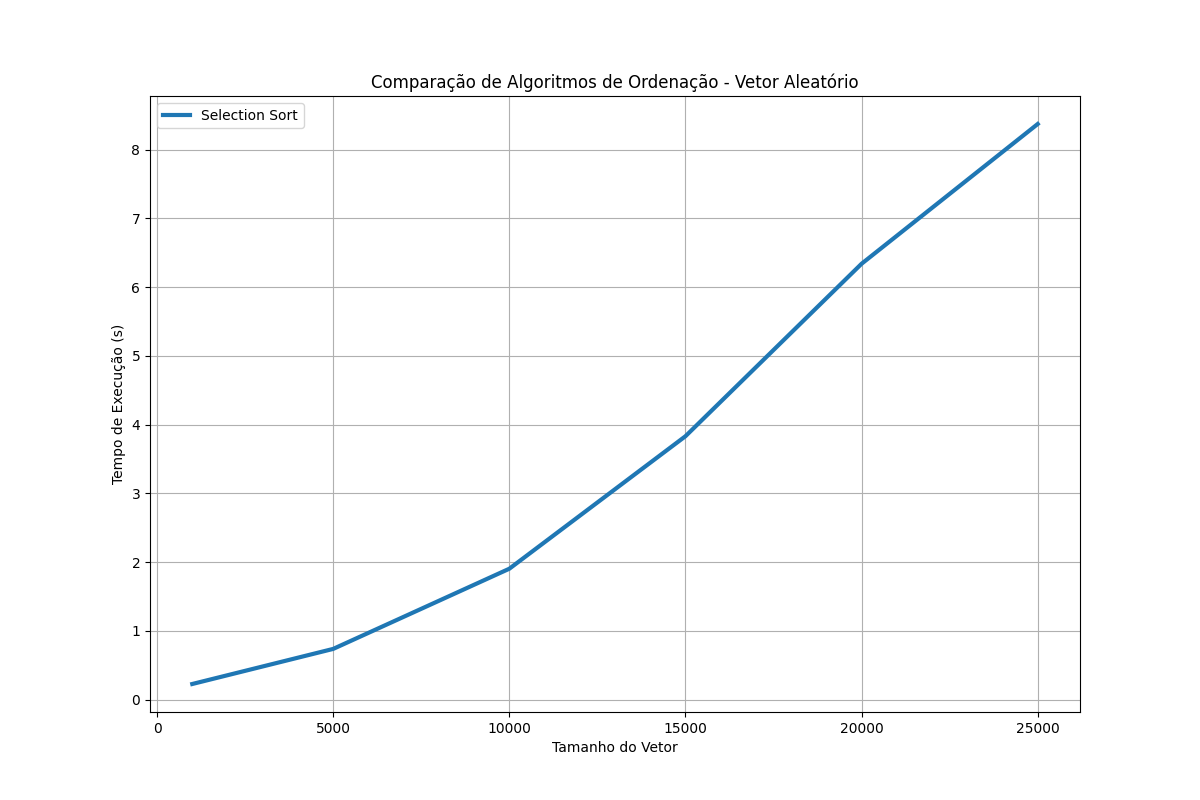 Comparação de Algoritmos de Ordenação - Vetor Aleatório
Selection Sort
8
7
6
5
4
3
2
1
0
Tempo de Execução (s)
0 5000 10000 15000 20000 25000
Tamanho do Vetor